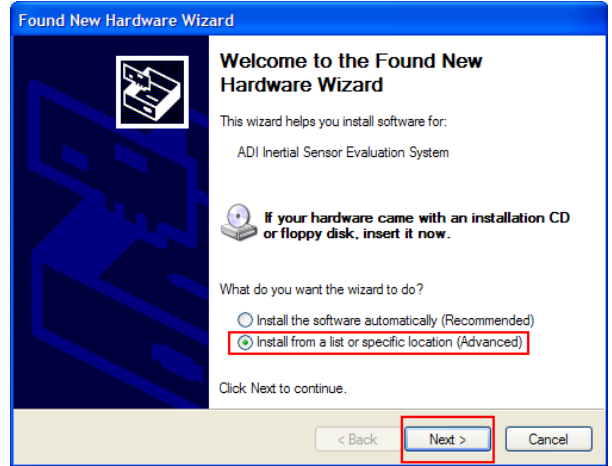 Found New Hardware Wizard
Welcome to the Found New
Hardware Wizard
This wizard helps you install software for:
ADI Inertial Sensor Evaluation System
If your hardware came with an installation CD
or floppy disk, insert it now.
What do you want the wizard to do?
Install the software automatically (Recommended)
Install from a list or specific location (Advanced)
Click Next to continue.
< Back
Next >
Cancel